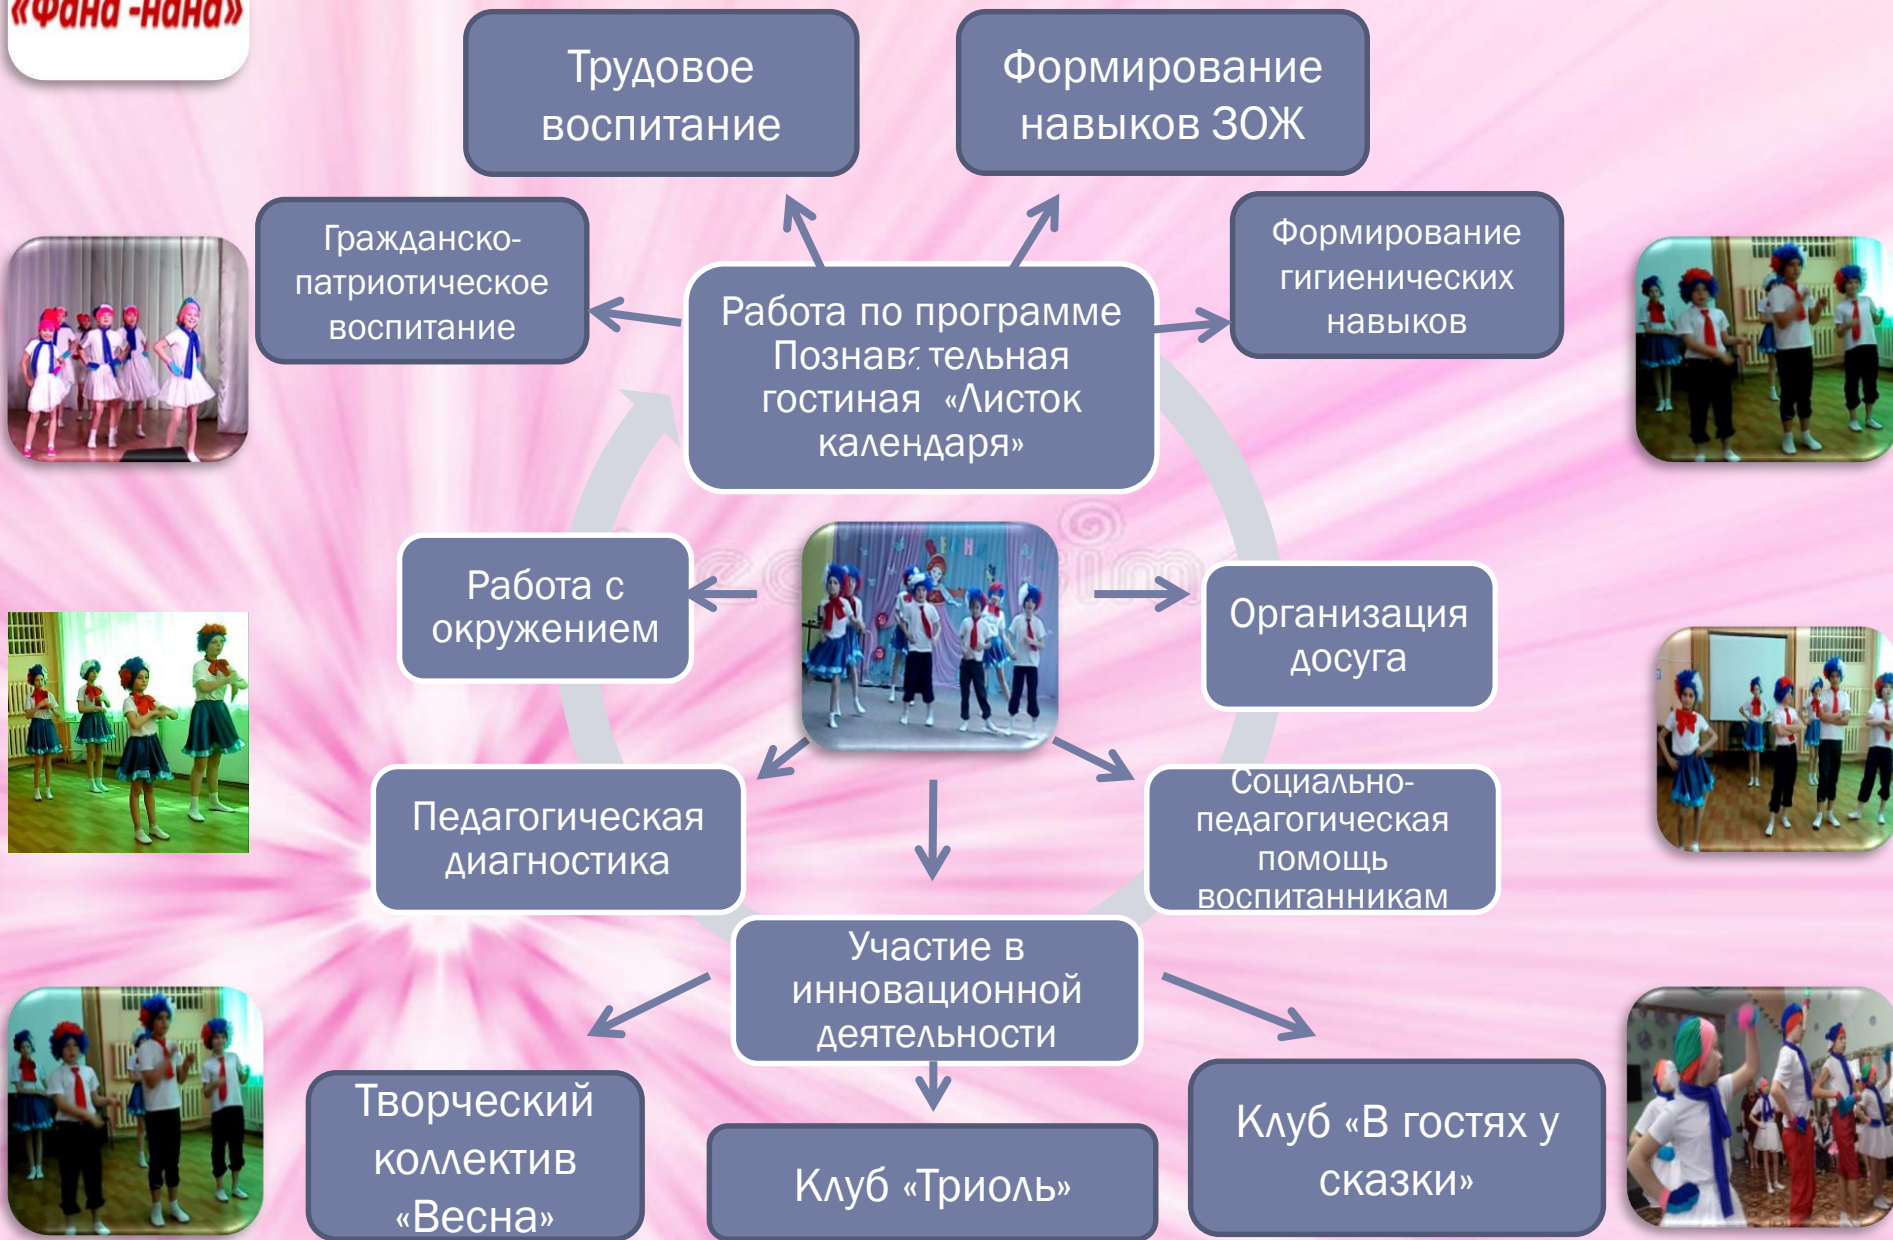 «Фана -нана»
Трудовое
воспитание
Формирование
навыков ЗОЖ
Гражданско-
патриотическое
воспитание
Формирование
гигиенических
навыков
Работа по программе
Познавательная
гостиная «Листок
календаря»
Работа с
окружением
Организация
досуга
Педагогическая
диагностика
Социально-
педагогическая
помощь
воспитанникам
Участие в
инновационной
деятельности
Творческий
коллектив
«Весна»
Клуб «Триоль»
Клуб «В гостях у
сказки»